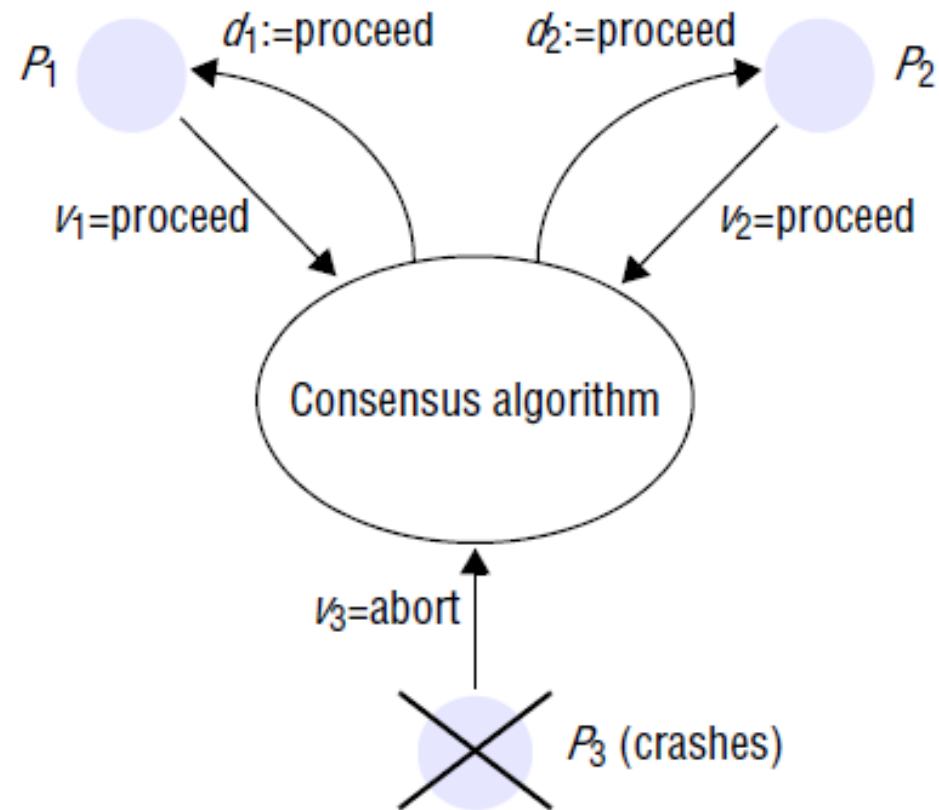 d1:=proceed
d2:=proceed
P1
P2
v1=proceed
v2=proceed
Consensus algorithm
v3=abort
P3 (crashes)